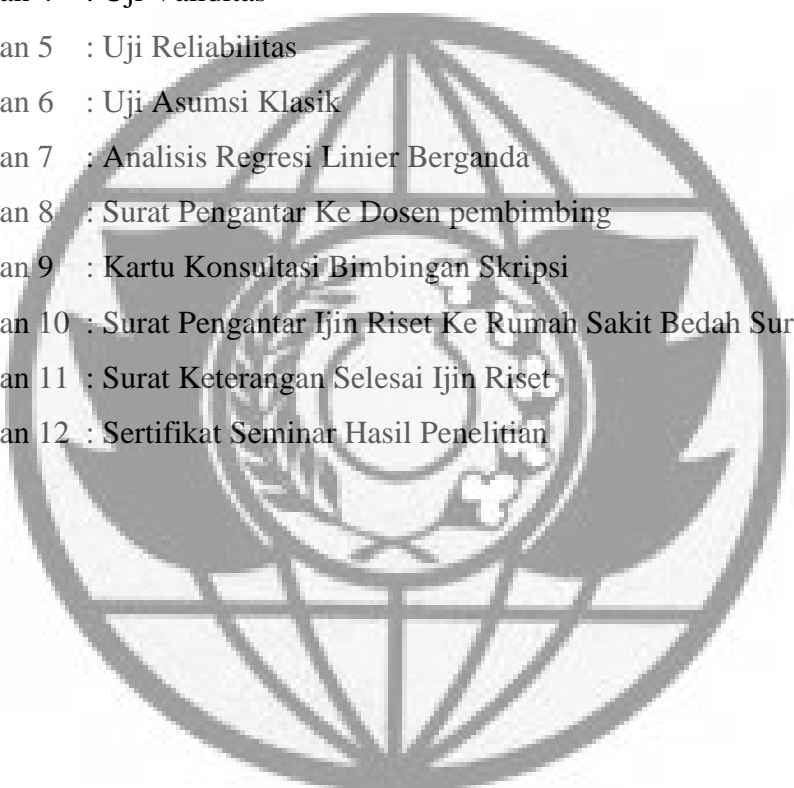 an 5 : Uji Reliabilitas
an 6 : Uji Asumsi Klasik
an 7 : Analisis Regresi Linier Berganda
an 8 : Surat Pengantar Ke Dosen pembimbing
an 9 : Kartu Konsultasi Bimbingan Skripsi
an 10 : Surat Pengantar Ijin Riset Ke Rumah Sakit Bedah Sur
an 11 : Surat Keterangan Selesai Ijin Riset
an 12 : Sertifikat Seminar Hasil Penelitian